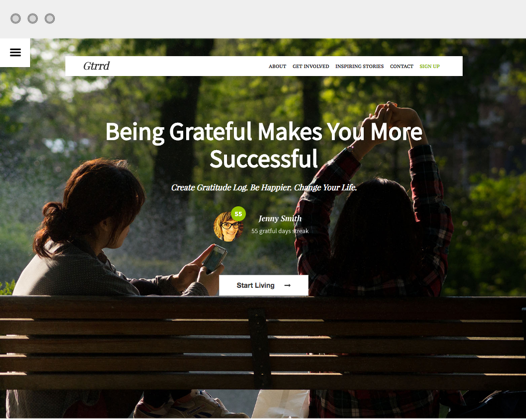 Gtrrd
ABOUT GET INVOLVED INSPIRING STORIES CONTACT SIGN UP
Being Grateful Makes You More
Successful
Create Gratitude Log. Be Happier. Change Your Life.
55
Jenny Smith
55 gratful days streak
Start Living →